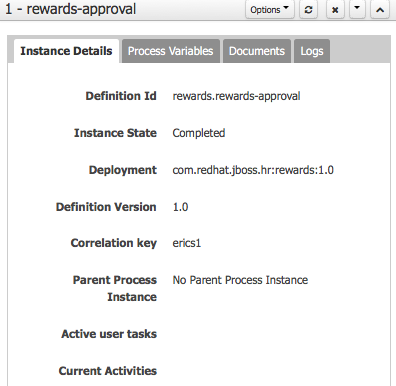 1 - rewards-approval Options
Instance Details Process Variables Documents Logs
Definition Id rewards.rewards-approval
Instance State Completed
Deployment com.redhat.jboss.hr:rewards:1.0
Definition Version 1.0
Correlation key erics1
Parent Process No Parent Process Instance
Instance
Active user tasks
Current Activities